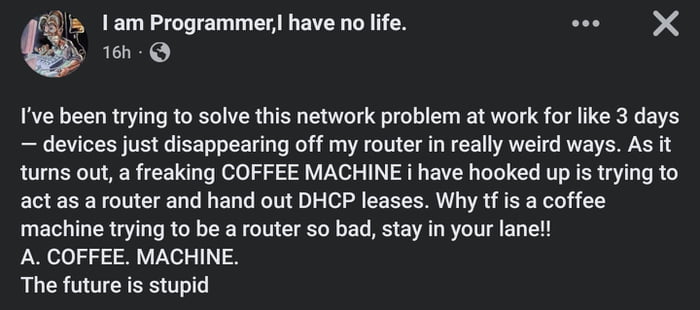 I am Programmer,I have no life.
16h ·
I’ve been trying to solve this network problem at work for like 3 days
— devices just disappearing off my router in really weird ways. As it
turns out, a freaking COFFEE MACHINE i have hooked up is trying to
act as a router and hand out DHCP leases. Why tf is a coffee
machine trying to be a router so bad, stay in your lane!!
A. COFFEE. MACHINE.
The future is stupid